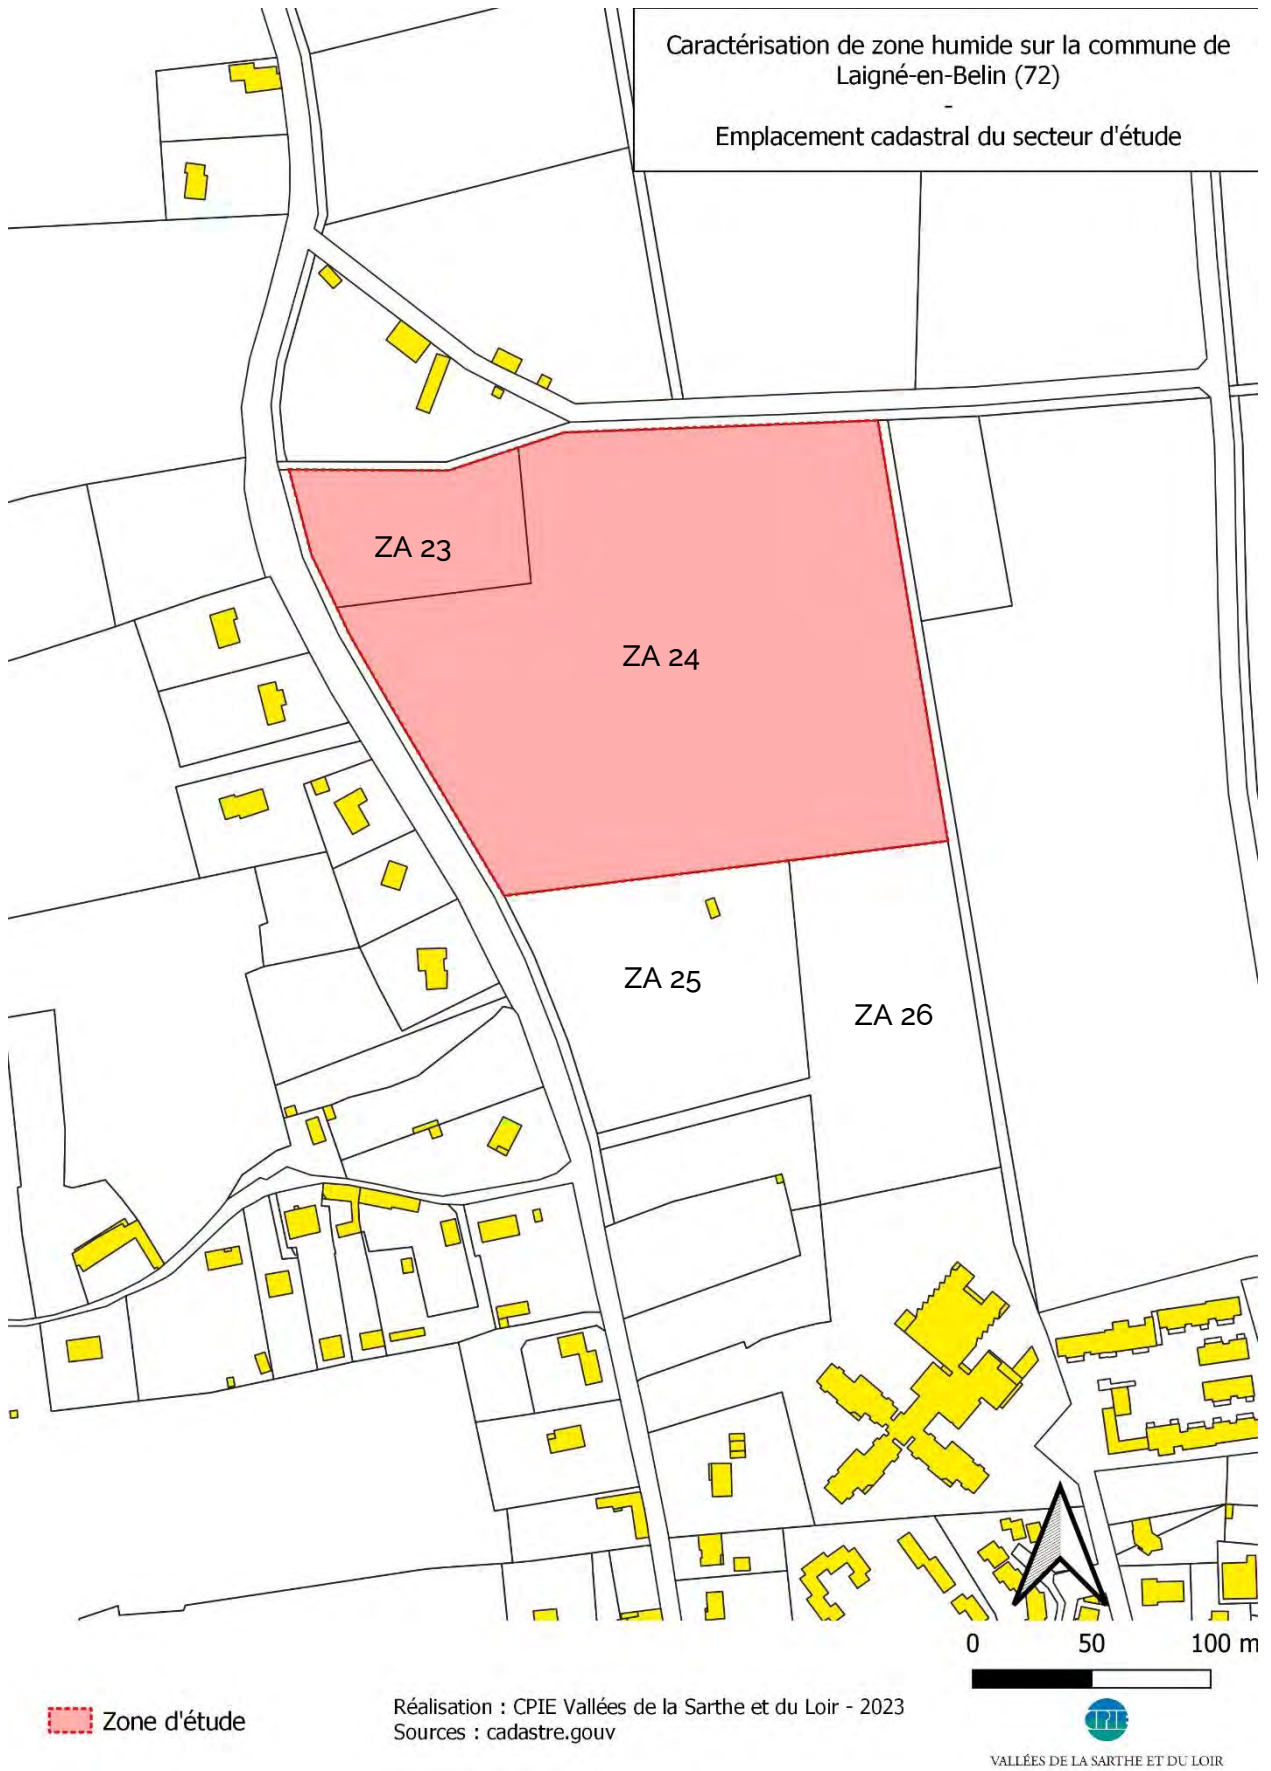 Caractérisation de zone humide sur la commune de
Laigné-en-Belin (72)
-
Emplacement cadastral du secteur d'étude
ZA 23
ZA 24
ZA 25
ZA 26
0 50 100 m
Zone d'étude
Réalisation : CPIE Vallées de la Sarthe et du Loir - 2023
Sources : cadastre.gouv
CPIE
VALLÉES DE LA SARTHE ET DU LOIR